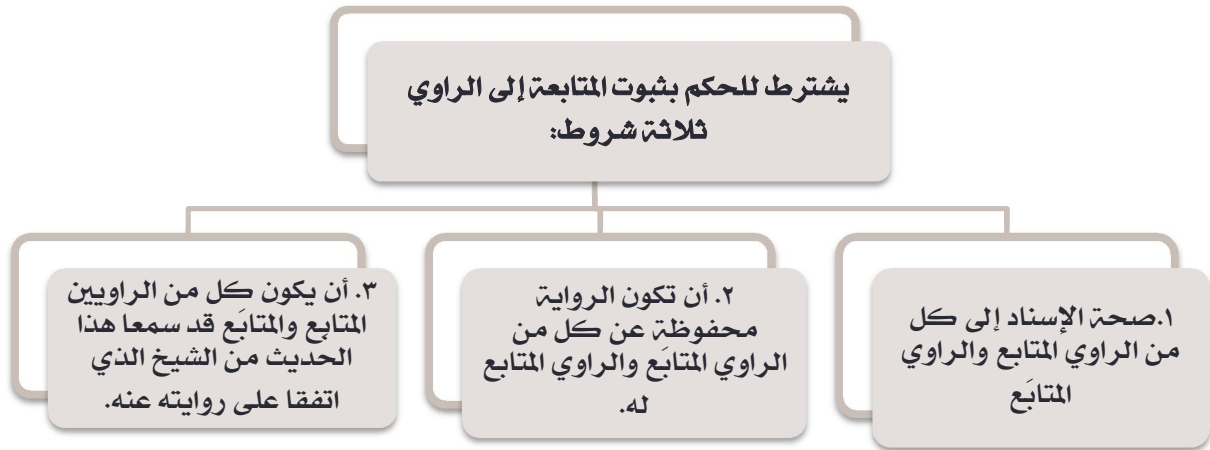 يشترط للحكم بثبوت المتابعة إلى الراوي
ثلاثة شروط:
١.صحة الإسناد إلى كل
من الراوي المتابع والراوي
المتابَع
٢. أن تكون الرواية
محفوظة عن كل من
الراوي المتابَع والراوي المتابع
له.
٣. أن يكون كل من الراويين
المتابِع والمتابَع قد سمعا هذا
الحديث من الشيخ الذي
اتفقا على روايته عنه.